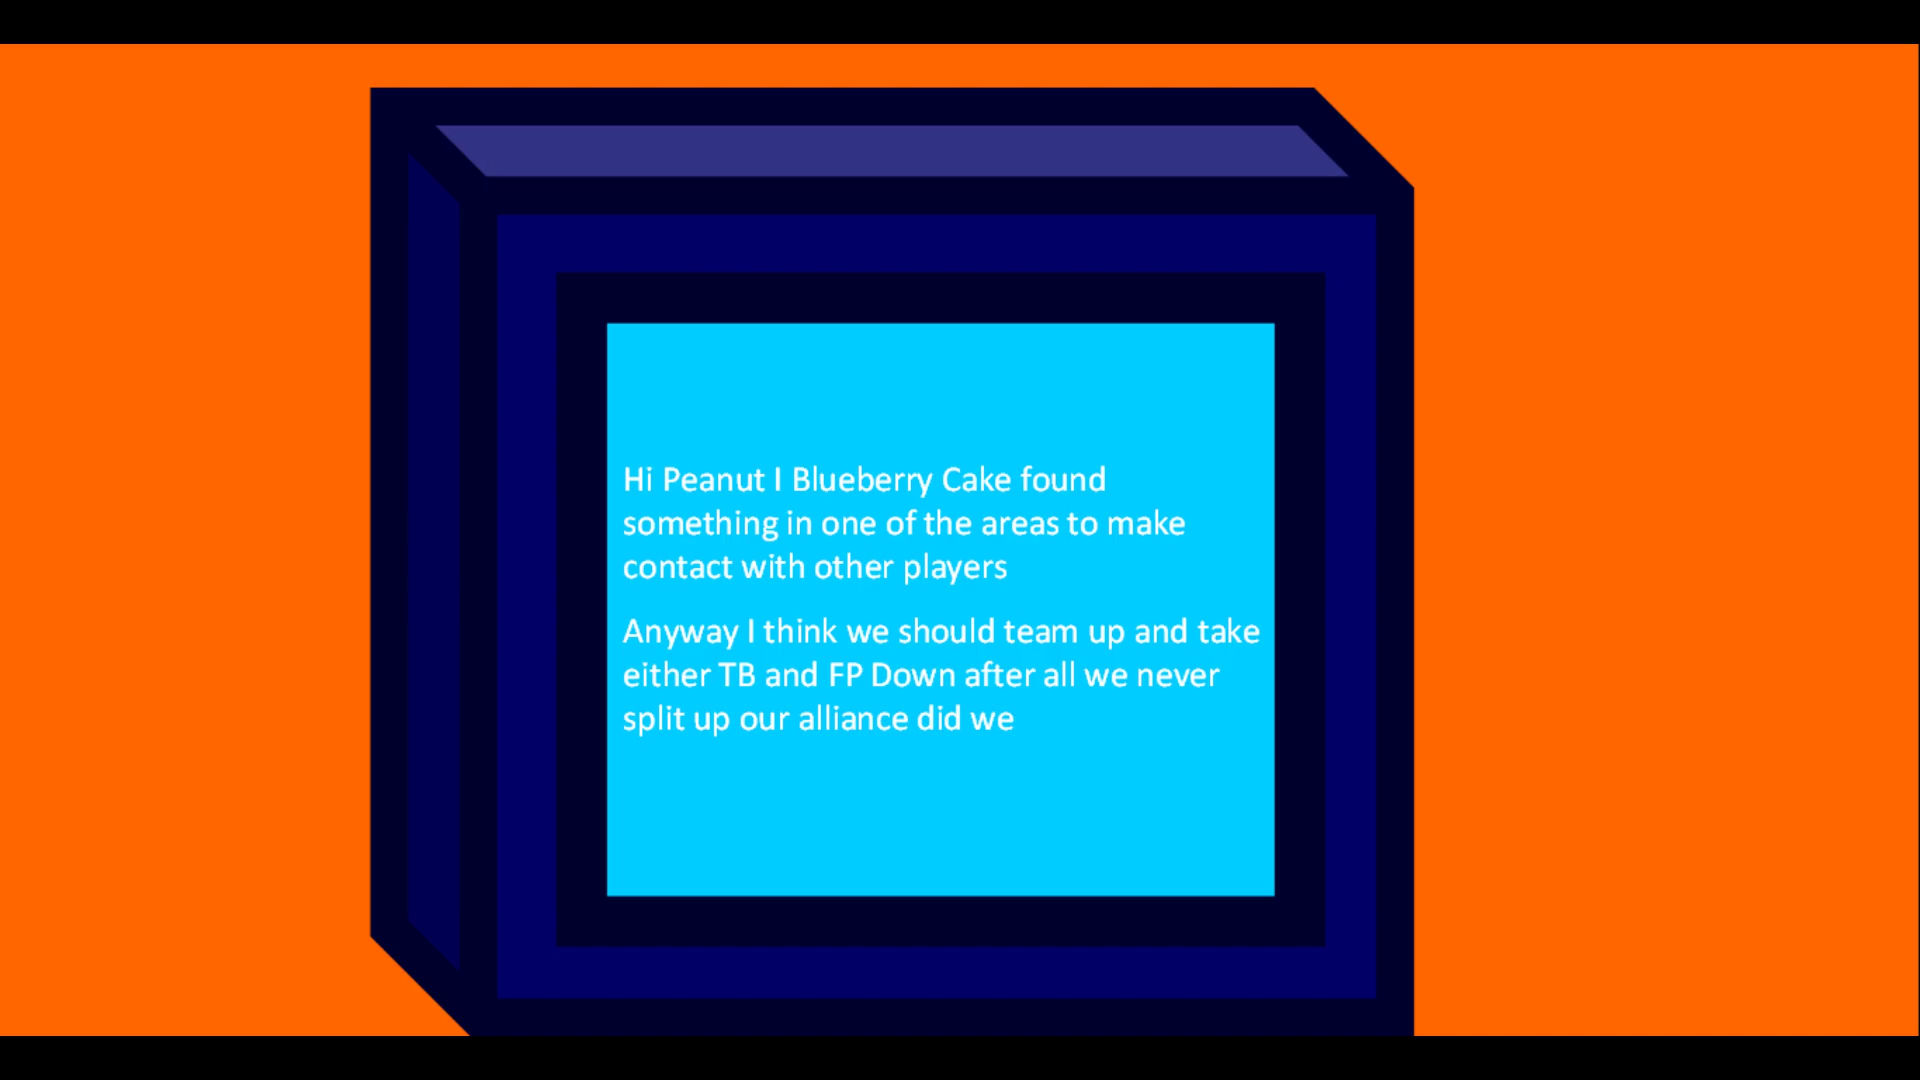 Hi Peanut I Blueberry Cake found
something in one of the areas to make
contact with other players
Anyway I think we should team up and take
either TB and FP Down after all we never
split up our alliance did we